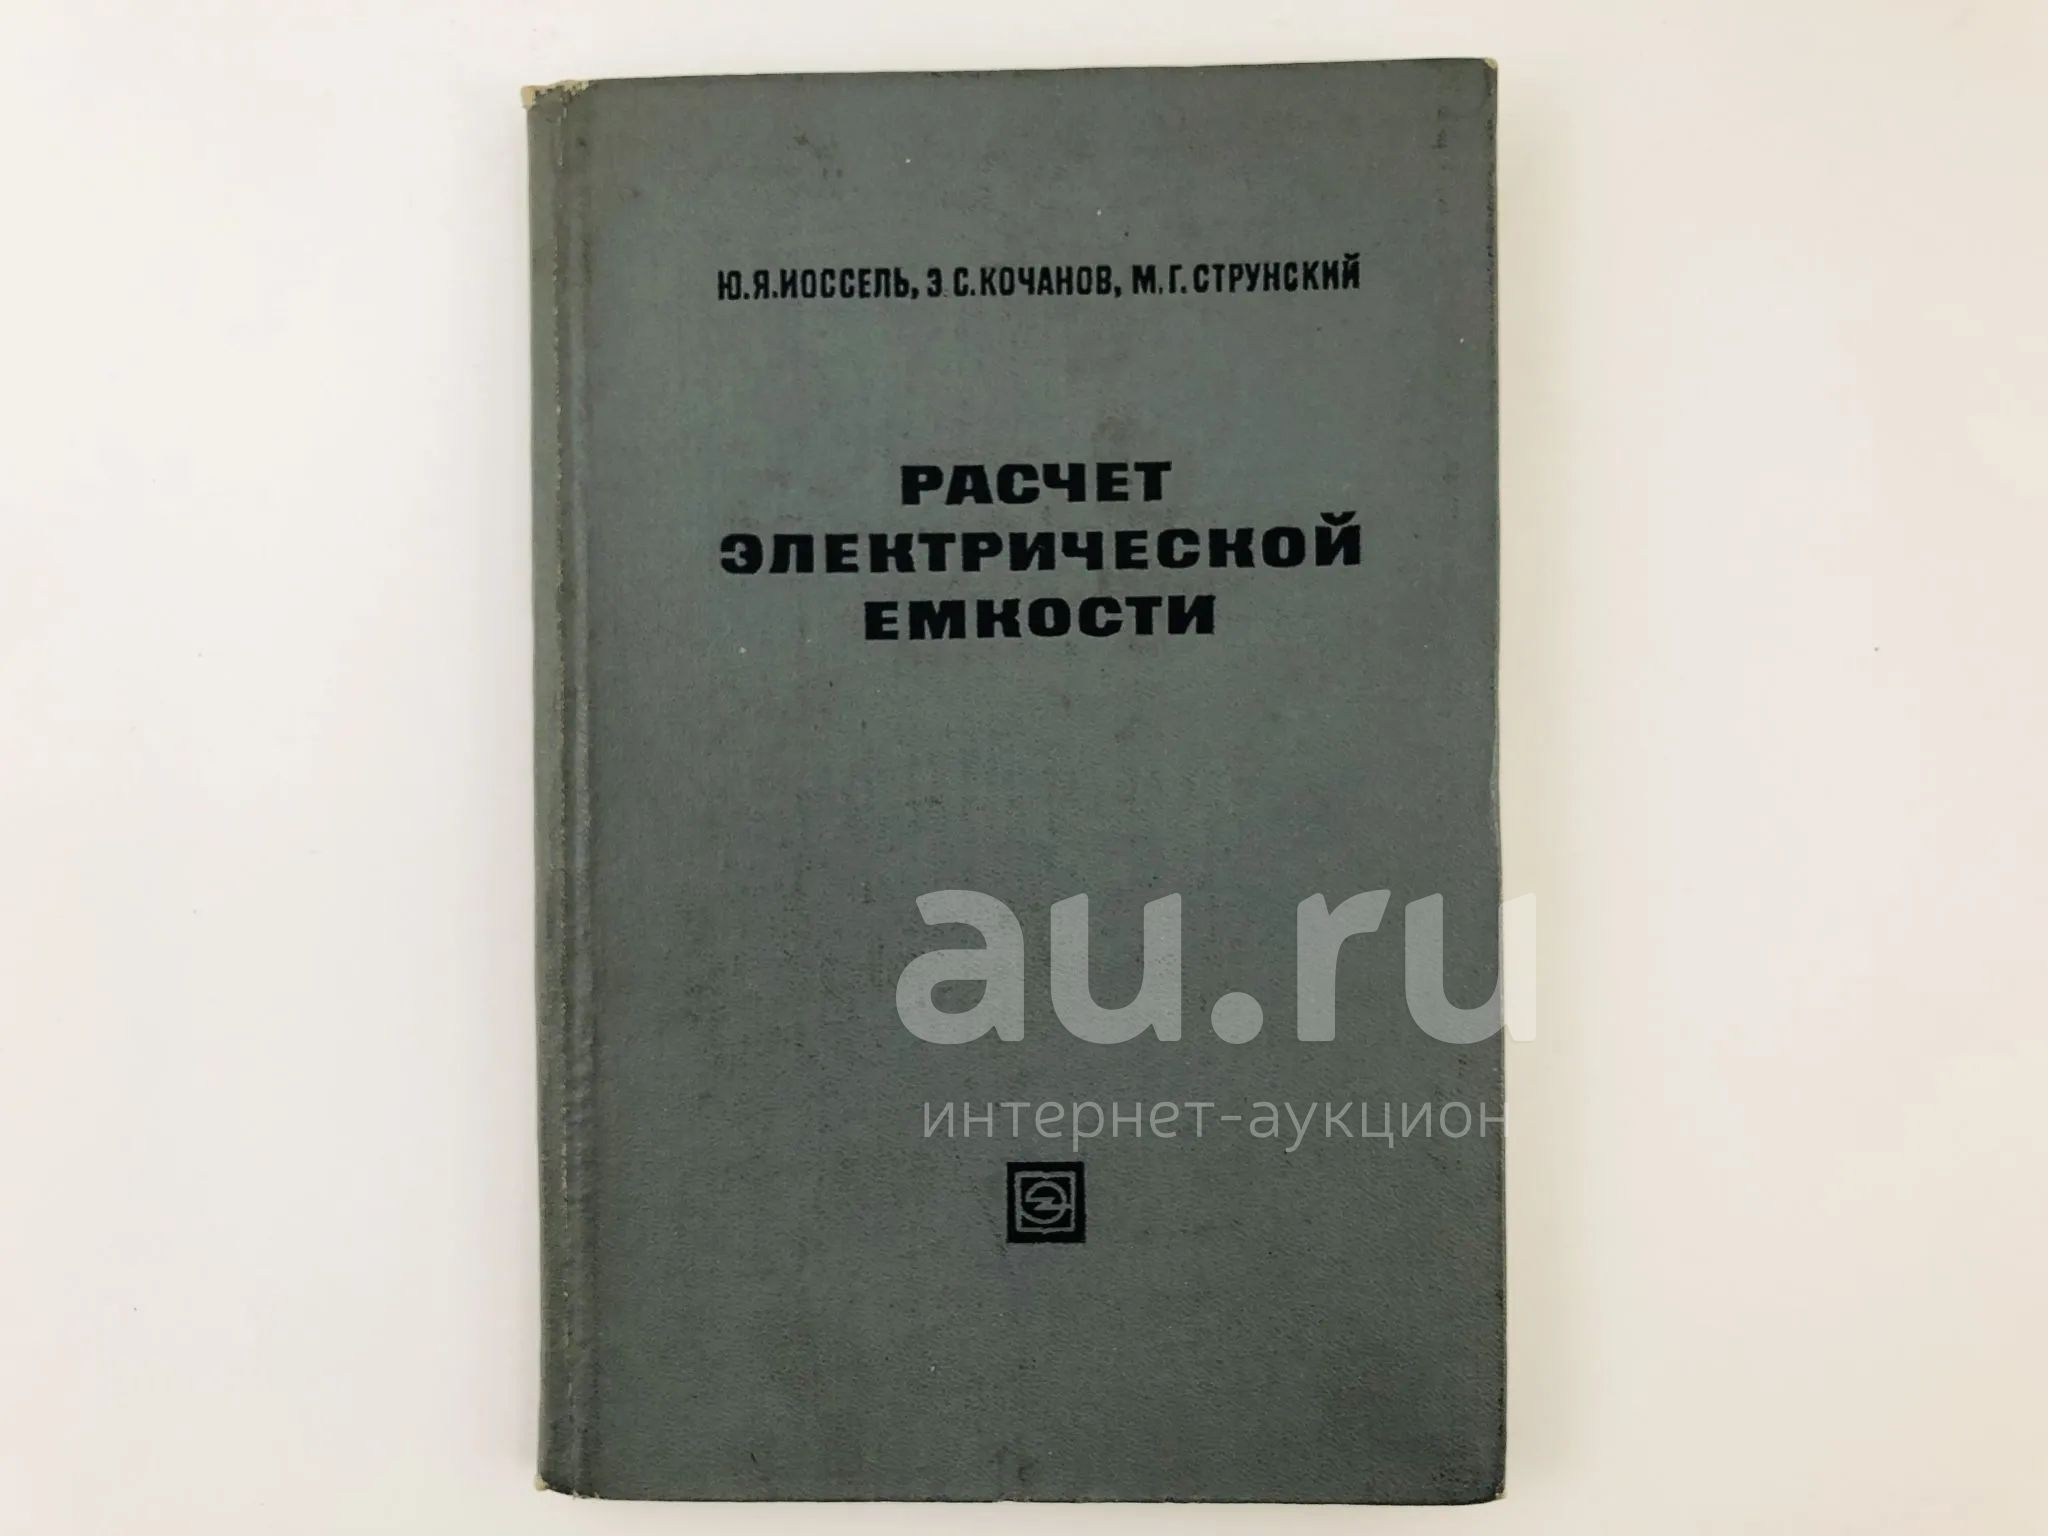 Ю.Я.ИОССЕЛЬ, Э.С.КОЧАНОВ, М.Г.СТРУНСКИЙ
РАСЧЕТ
ЭЛЕКТРИЧЕСКОЙ
ЕМКОСТИ
au.ru
интернет-аукцион
Э